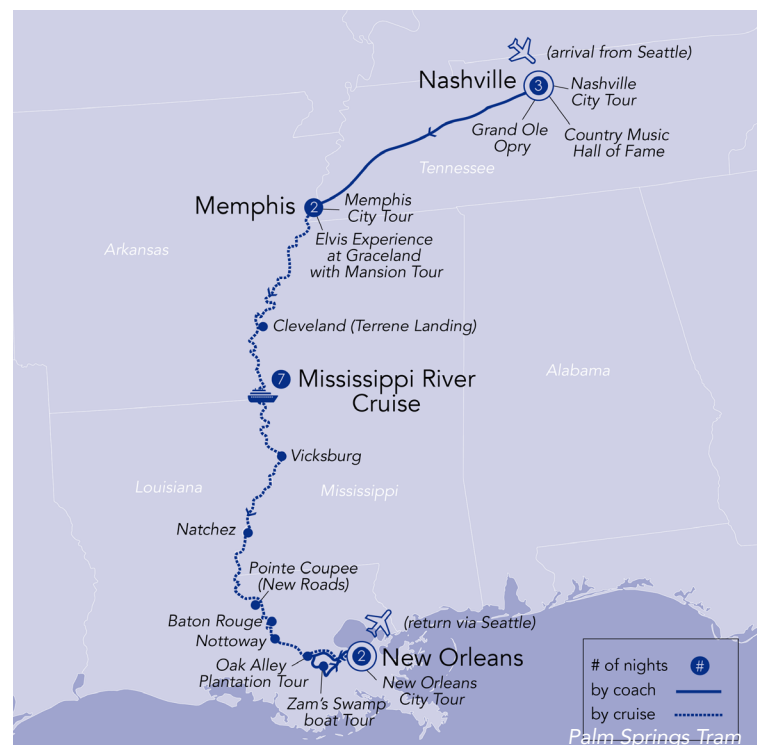 (arrival from Seattle)
Nashville
3
Nashville
City Tour
Grand Ole
Opry
Country Music
Hall of Fame
Tennessee
Memphis
2
Memphis
City Tour
Elvis Experience
at Graceland
with Mansion Tour
Arkansas
Cleveland (Terrene Landing)
7
Mississippi River
Cruise
Alabama
Vicksburg
Louisiana
Mississippi
Natchez
Pointe Coupee
(New Roads)
Baton Rouge
Nottoway
(return via Seattle)
Oak Alley
Plantation Tour
2
New Orleans
New Orleans
City Tour
Zam's Swamp
boat Tour
# of nights
#
by coach
by cruise
Palm Springs Tram